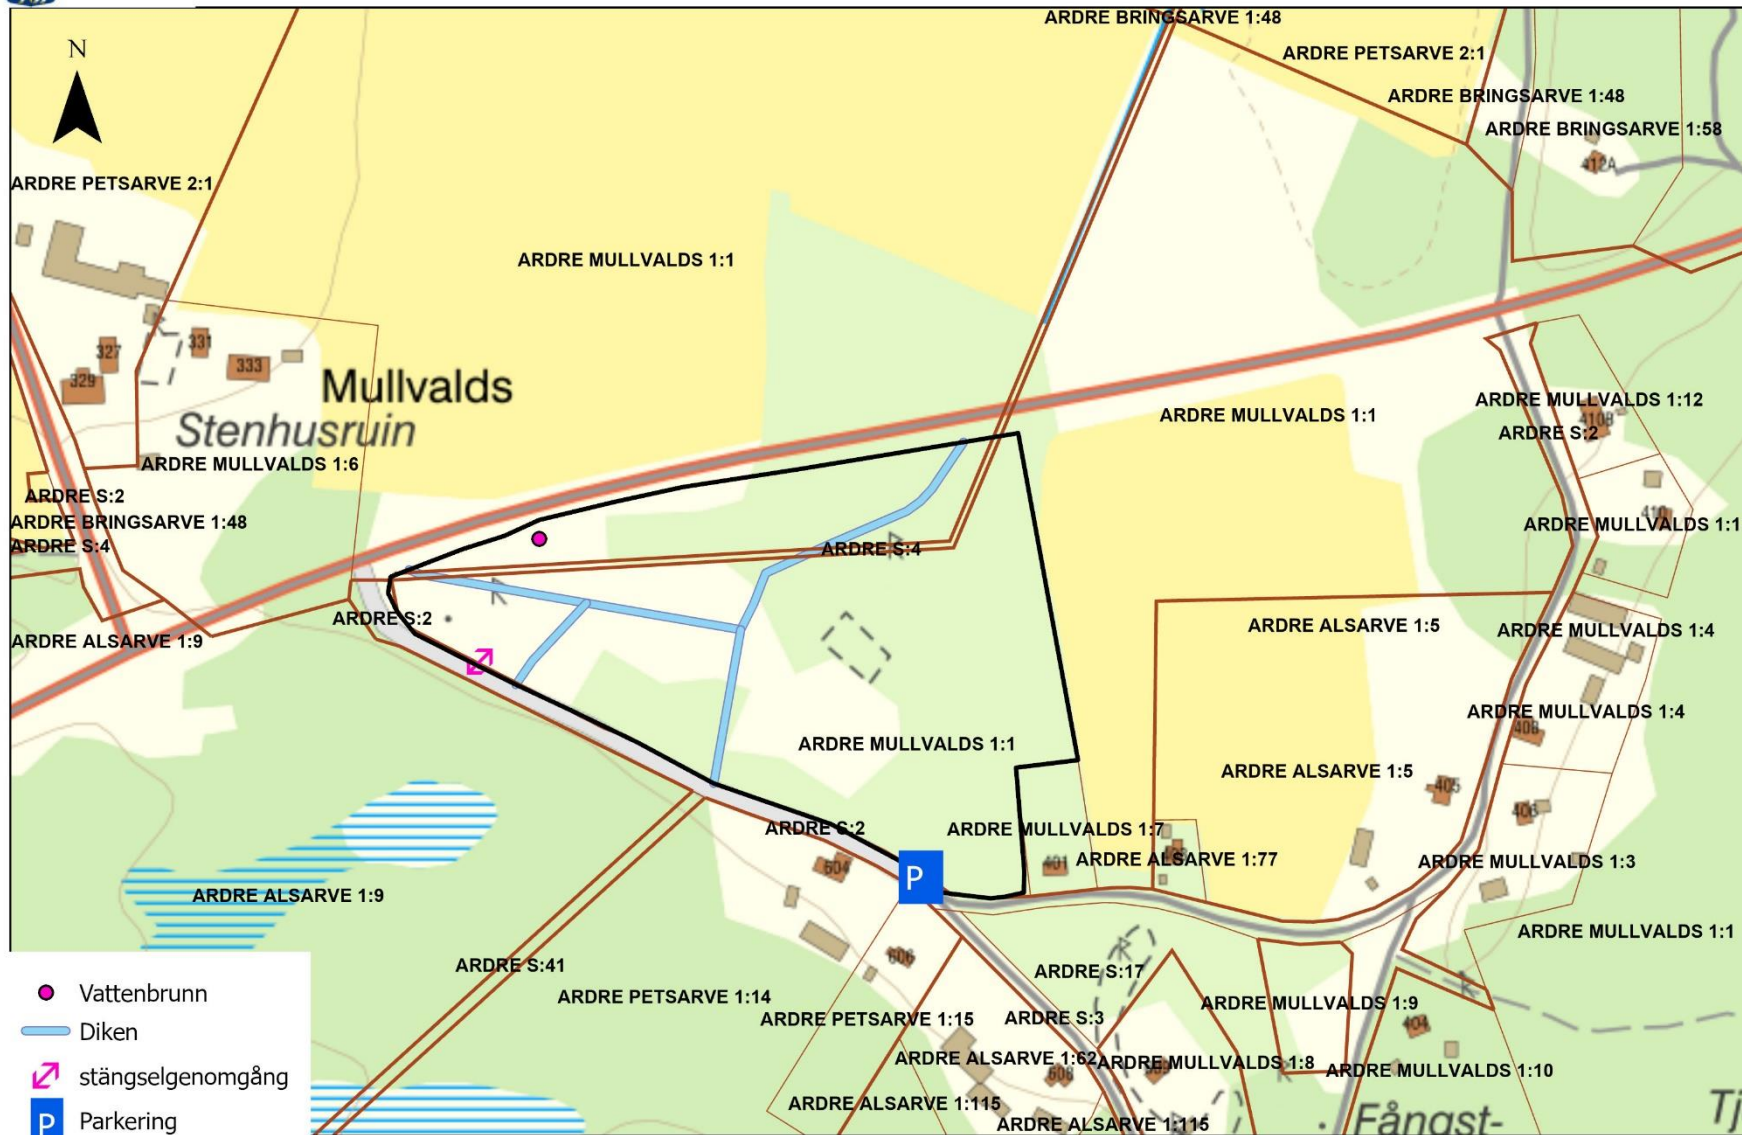 ARDRE BRINGSARVE 1:48
N
ARDRE PETSARVE 2:1
ARDRE BRINGSARVE 1:48
ARDRE BRINGSARVE 1:58
412A
ARDRE PETSARVE 2:1
ARDRE MULLVALDS 1:1
327
331
333
329
Mullvalds
Stenhusruin
ARDRE MULLVALDS 1:1
ARDRE MULLVALDS 1:12
410B
ARDRE S:2
ARDRE MULLVALDS 1:6
ARDRE S:2
ARDRE BRINGSARVE 1:48
ARDRE S:4
410
ARDRE MULLVALDS 1:1
R
ARDRE S:4
K
ARDRE S:2
ARDRE ALSARVE 1:9
ARDRE ALSARVE 1:5
ARDRE MULLVALDS 1:4
ARDRE MULLVALDS 1:4
408
ARDRE MULLVALDS 1:1
ARDRE ALSARVE 1:5
405
406
ARDRE S:2
ARDRE MULLVALDS 1:7
401
ARDRE ALSARVE 1:77
ARDRE MULLVALDS 1:3
604
P
ARDRE ALSARVE 1:9
ARDRE MULLVALDS 1:1
606
R
ARDRE S:41
ARDRE S:17
ARDRE PETSARVE 1:14
ARDRE MULLVALDS 1:9
K
ARDRE PETSARVE 1:15
ARDRE S:3
404
ARDRE ALSARVE 1:62
ARDRE MULLVALDS 1:8
ARDRE MULLVALDS 1:10
608
R
ARDRE ALSARVE 1:115
ARDRE ALSARVE 1:115
R
Fångst-
Tj
Vattenbrunn
Diken
stängselgenomgång
P Parkering